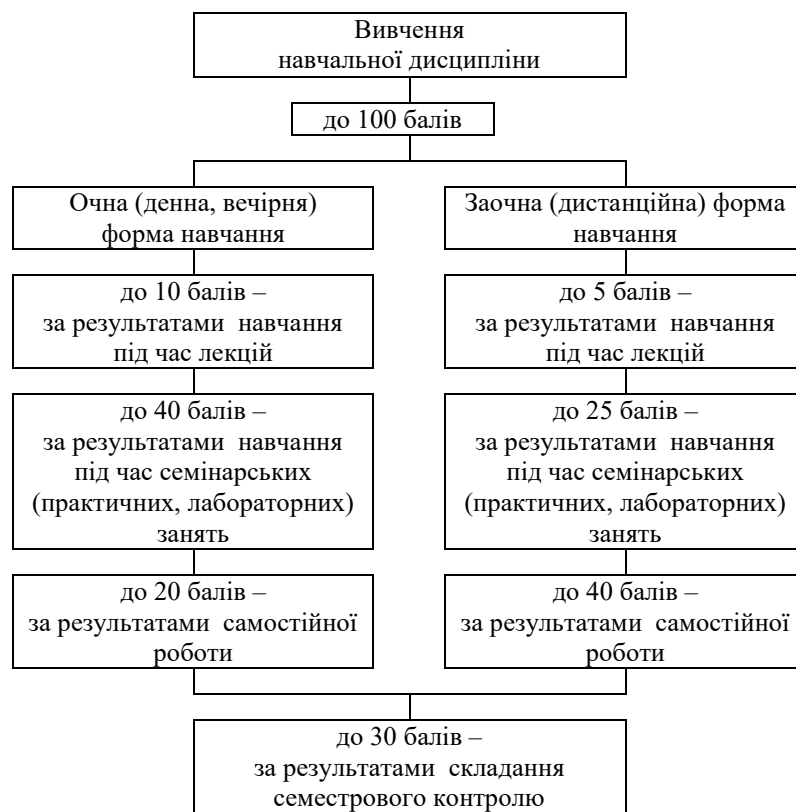 Вивчення
навчальної дисципліни
до 100 балів
Очна (денна, вечірня)
форма навчання
до 10 балів –
за результатами навчання
під час лекцій
до 40 балів –
за результатами навчання
під час семінарських
(практичних, лабораторних)
занять
до 20 балів –
за результатами самостійної
роботи
Заочна (дистанційна) форма
навчання
до 5 балів –
за результатами навчання
під час лекцій
до 25 балів –
за результатами навчання
під час семінарських
(практичних, лабораторних)
занять
до 40 балів –
за результатами самостійної
роботи
до 30 балів –
за результатами складання
семестрового контролю